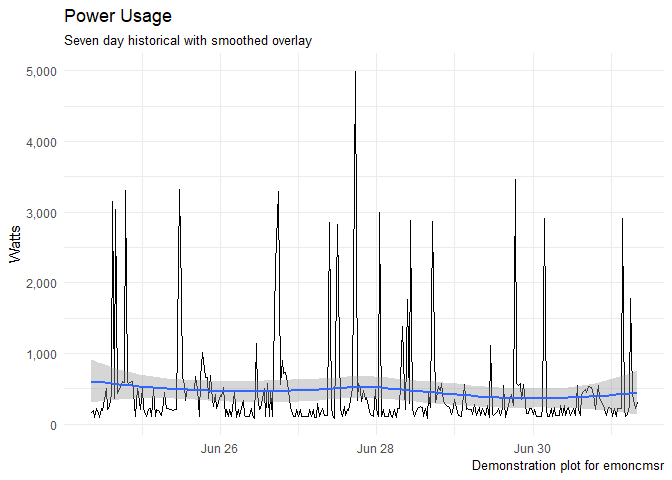 Power Usage
Seven day historical with smoothed overlay
5,000
4,000
3,000
2,000
1,000
0
Watts
Jun 26
Jun 28
Jun 30
Demonstration plot for emoncmsr